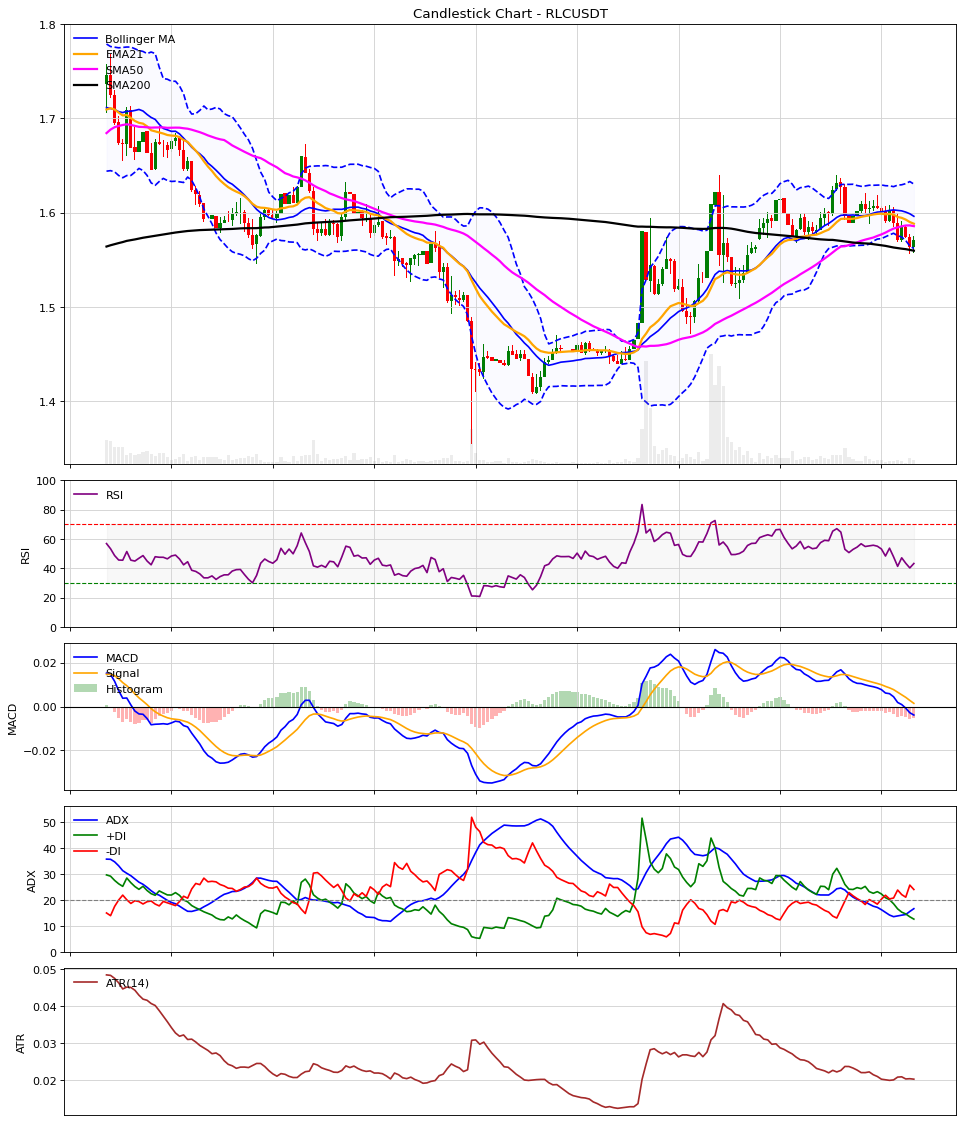 Candlestick Chart - RLCUSDT
1.8
Bollinger MA
EMA21
SMA50
SMA200
1.7
1.6
1.5
1.4
100
RSI
80
60
RSI
40
20
0
MACD
0.02
Signal
Histogram
0.00
MACD
−0.02
ADX
50
+DI
40
-DI
30
ADX
20
10
0
0.05
ATR(14)
0.04
ATR
0.03
0.02